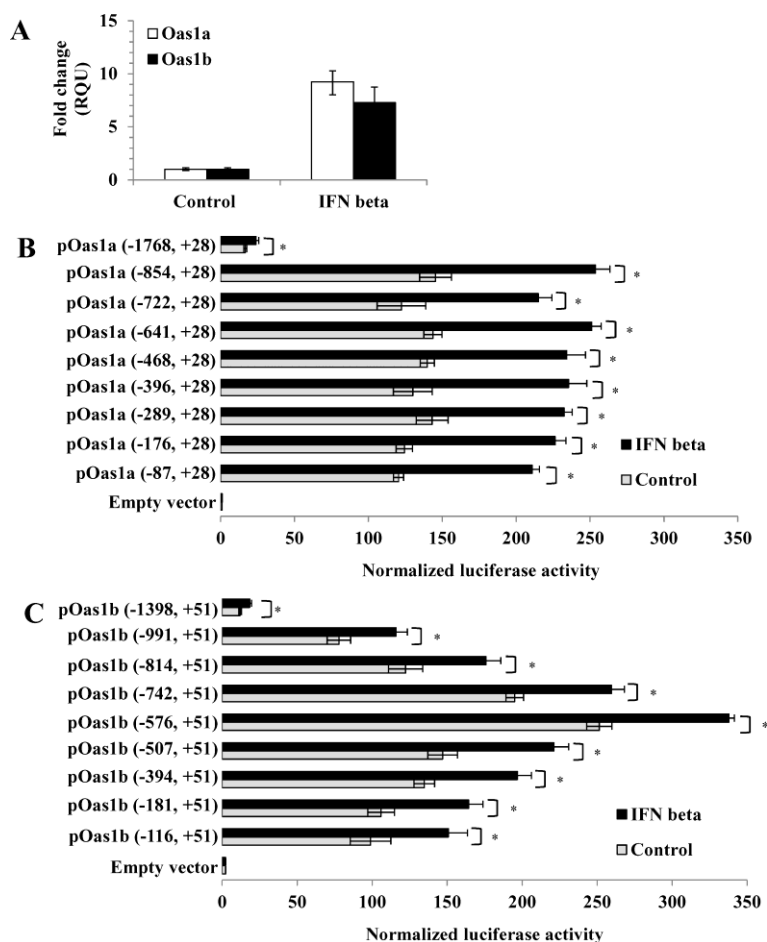 A
Oas1a
Oas1b
Fold change
(RQU)
15
10
5
0
Control
IFN beta
B
pOas1a (-1768, +28)
*
pOas1a (-854, +28)
*
pOas1a (-722, +28)
*
pOas1a (-641, +28)
*
pOas1a (-468, +28)
*
pOas1a (-396, +28)
*
pOas1a (-289, +28)
*
pOas1a (-176, +28)
*
pOas1a (-87, +28)
*
Empty vector
IFN beta
Control
0 50 100 150 200 250 300 350
Normalized luciferase activity
C
pOas1b (-1398, +51)
*
pOas1b (-991, +51)
*
pOas1b (-814, +51)
*
pOas1b (-742, +51)
*
pOas1b (-576, +51)
*
pOas1b (-507, +51)
*
pOas1b (-394, +51)
*
pOas1b (-181, +51)
*
pOas1b (-116, +51)
*
Empty vector
IFN beta
Control
0 50 100 150 200 250 300 350
Normalized luciferase activity